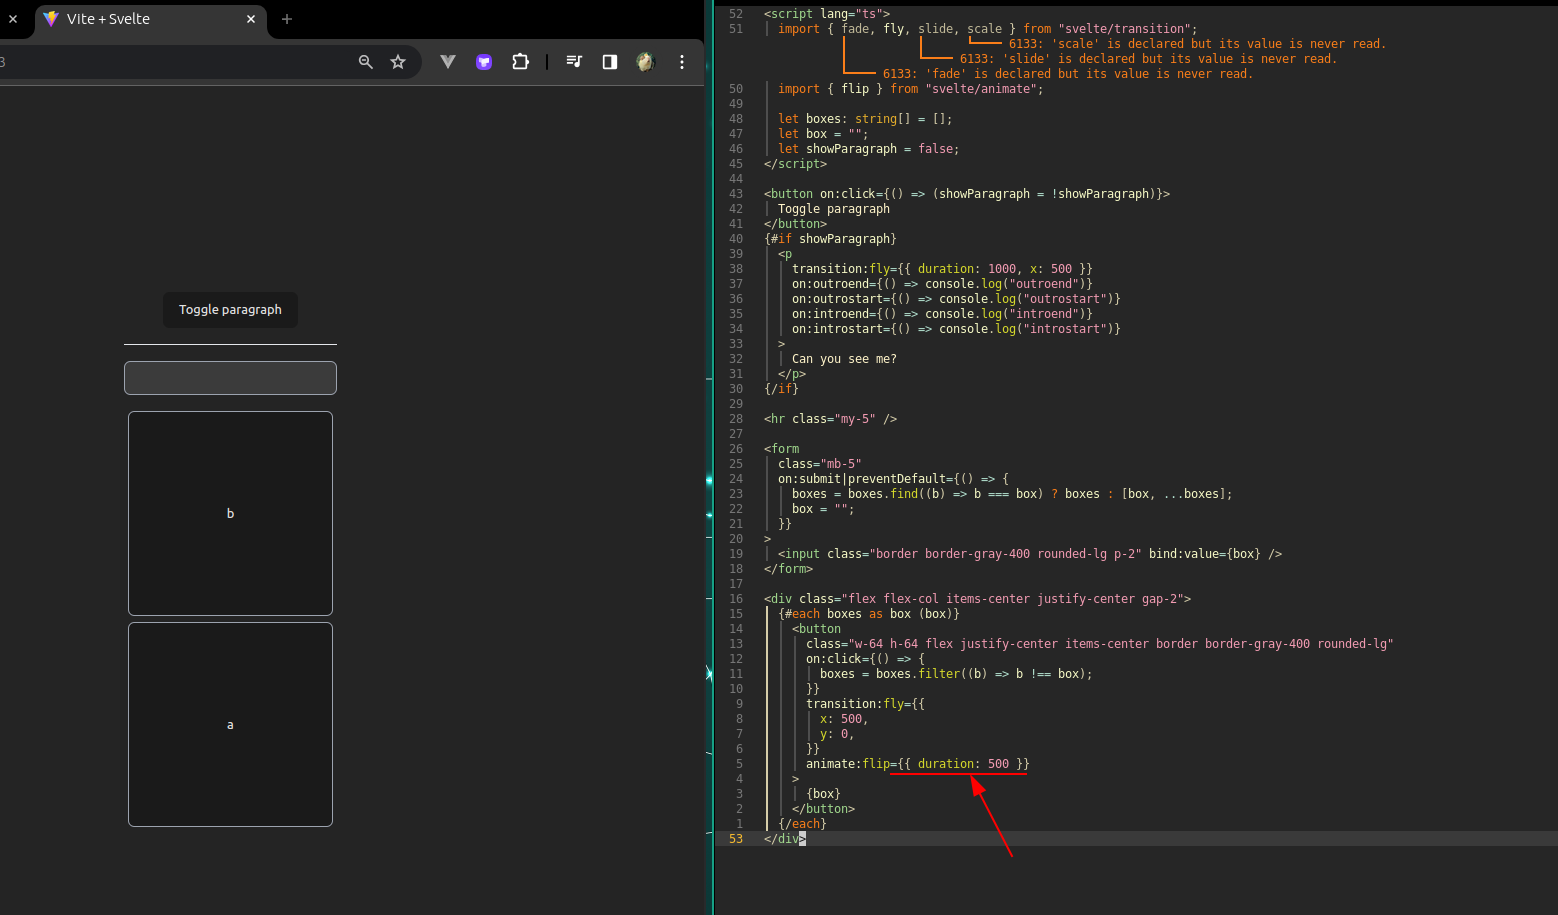 Vite + Svelte
3
Toggle paragraph
b
a
52 <script lang="ts">
51 import { fade, fly, slide, scale } from "svelte/transition";
6133: 'scale' is declared but its value is never read.
6133: 'slide' is declared but its value is never read.
6133: 'fade' is declared but its value is never read.
50 import { flip } from "svelte/animate";
49
48 let boxes: string[] = [];
47 let box = "";
46 let showParagraph = false;
45 </script>
44
43 <button on:click={() => (showParagraph = !showParagraph)}>
42 Toggle paragraph
41 </button>
40 {#if showParagraph}
39 <p
38 transition:fly={{ duration: 1000, x: 500 }}
37 on:outroend={() => console.log("outroend")}
36 on:outrostart={() => console.log("outrostart")}
35 on:introend={() => console.log("introend")}
34 on:introstart={() => console.log("introstart")}
33 >
32 Can you see me?
31 </p>
30 {/if}
29
28 <hr class="my-5" />
27
26 <form
25 class="mb-5"
24 on:submit|preventDefault={() => {
23 boxes = boxes.find((b) => b === box) ? boxes : [box, ...boxes];
22 box = "";
21 }}
20 >
19 <input class="border border-gray-400 rounded-lg p-2" bind:value={box} />
18 </form>
17
16 <div class="flex flex-col items-center justify-center gap-2">
15 {#each boxes as box (box)}
14 <button
13 class="w-64 h-64 flex justify-center items-center border border-gray-400 rounded-lg"
12 on:click={() => {
11 boxes = boxes.filter((b) => b !== box);
10 }}
9 transition:fly={{
8 x: 500,
7 y: 0,
6 }}
5 animate:flip={{ duration: 500 }}
4 >
3 {box}
2 </button>
1 {/each}
53 </div>